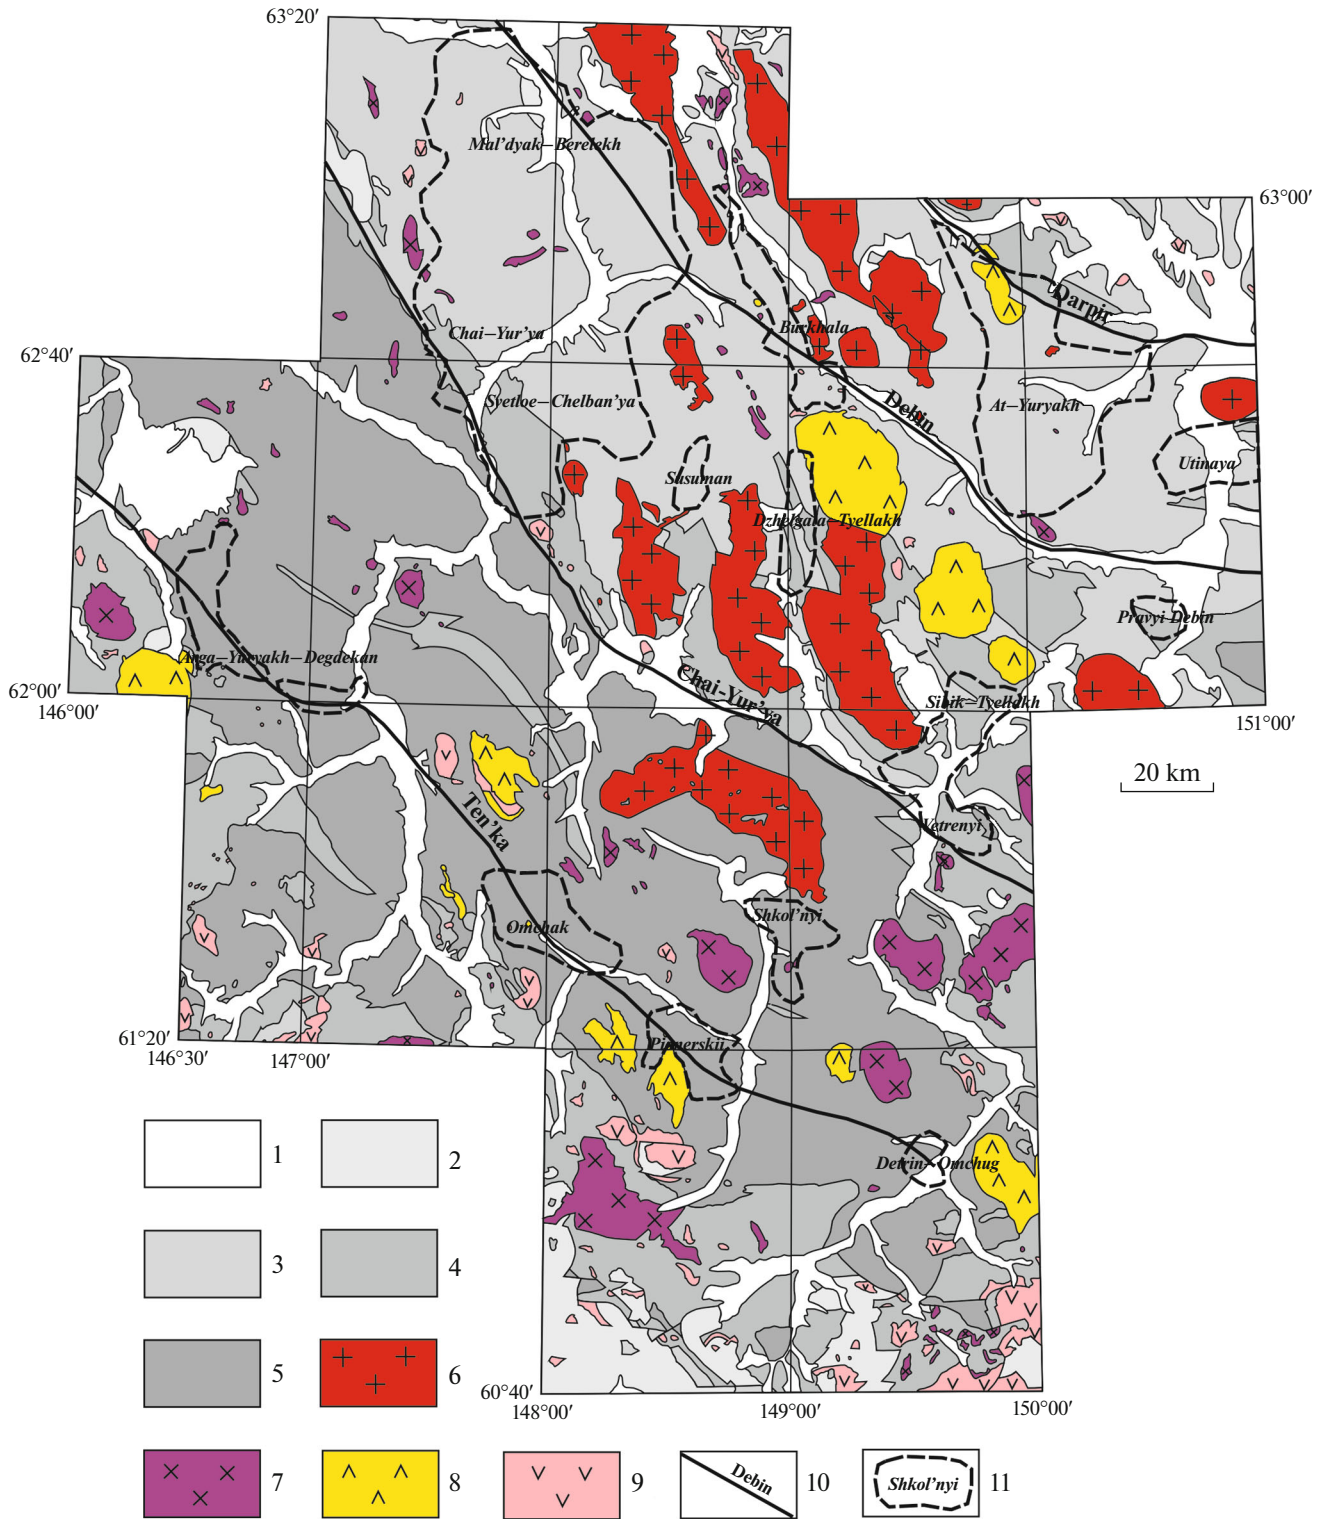 63°20′
Mal’dyak–Berelekh
63°00′
Darpir
Burkhala
Chai–Yur’ya
62°40′
Svetloe–Chelban’ya
Debin
At–Yuryakh
Utinaya
Susuman
Dzhelgala–Tyellakh
Pravyi Debin
Arga–Yuryakh–Degdekan
62°00′
146°00′
Chai-Yur’ya
Sibik–Tyellakh
151°00′
20 km
Ten’ka
Vetrenyi
Shkol’nyi
Omchak
61°20′
146°30′
147°00′
Pionerskii
Detrin–Omchug
60°40′
148°00′
149°00′
150°00′
1
2
3
4
5
6
7
8
9
Debin
10
Shkol’nyi
11